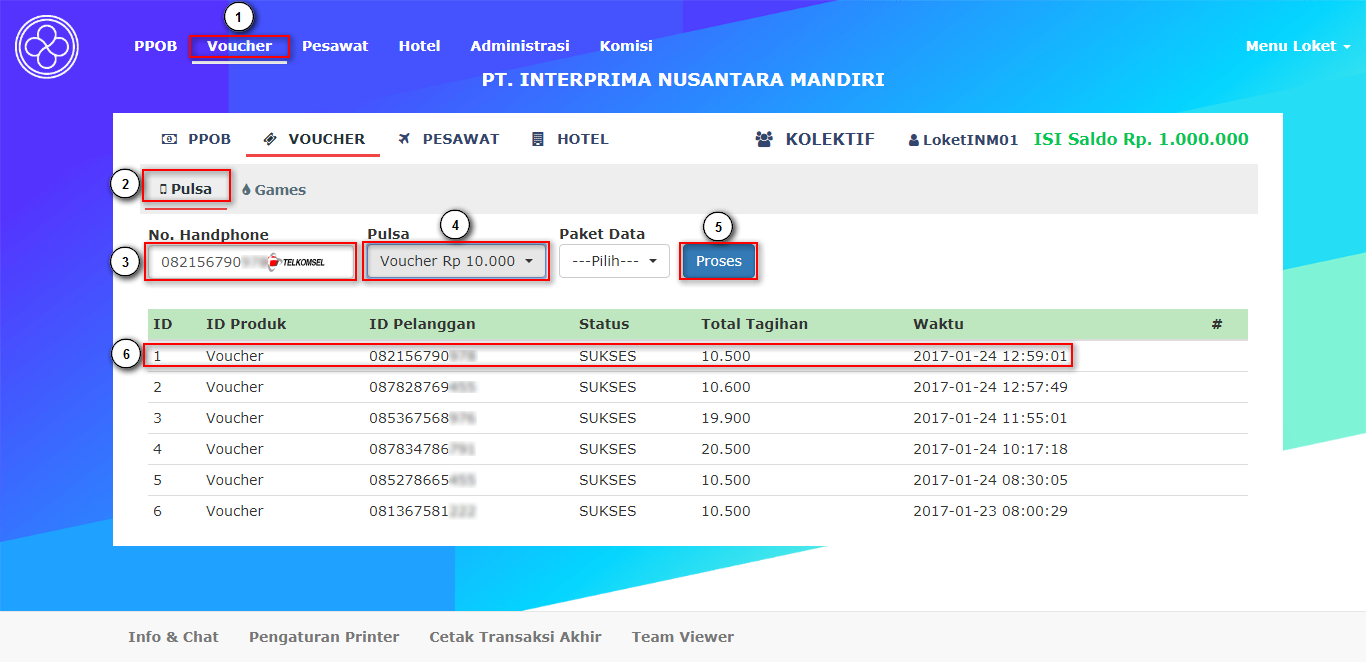 1
PPOB Voucher Pesawat Hotel Administrasi Komisi Menu Loket
PT. INTERPRIMA NUSANTARA MANDIRI
PPOB VOUCHER PESAWAT HOTEL KOLEKTIF LoketINM01 ISI Saldo Rp. 1.000.000
2 Pulsa Games
No. Handphone Pulsa 4 Paket Data 5
3 082156790 TELKOMSEL Voucher Rp 10.000 ---Pilih--- Proses
ID ID Produk ID Pelanggan Status Total Tagihan Waktu #
6 1 Voucher 082156790 SUKSES 10.500 2017-01-24 12:59:01
2 Voucher 087828769 SUKSES 10.600 2017-01-24 12:57:49
3 Voucher 085367568 SUKSES 19.900 2017-01-24 11:55:01
4 Voucher 087834786 SUKSES 20.500 2017-01-24 10:17:18
5 Voucher 085278665 SUKSES 10.500 2017-01-24 08:30:05
6 Voucher 081367581 SUKSES 10.500 2017-01-23 08:00:29
Info & Chat Pengaturan Printer Cetak Transaksi Akhir Team Viewer